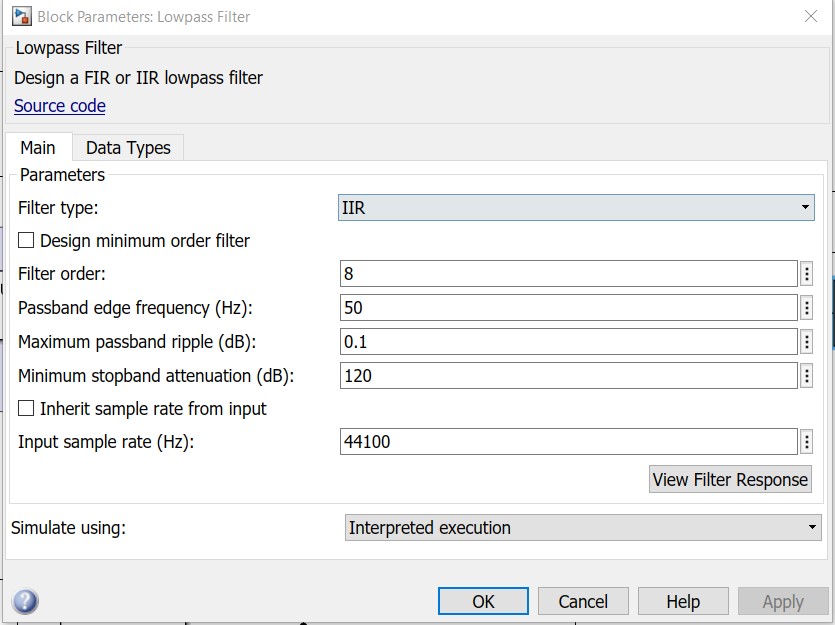 Block Parameters: Lowpass Filter
Lowpass Filter
Design a FIR or IIR lowpass filter
Source code
Main Data Types
Parameters
Filter type: IIR
Design minimum order filter
Filter order: 8
Passband edge frequency (Hz): 50
Maximum passband ripple (dB): 0.1
Minimum stopband attenuation (dB): 120
Inherit sample rate from input
Input sample rate (Hz): 44100
View Filter Response
Simulate using: Interpreted execution
? OK Cancel Help Apply